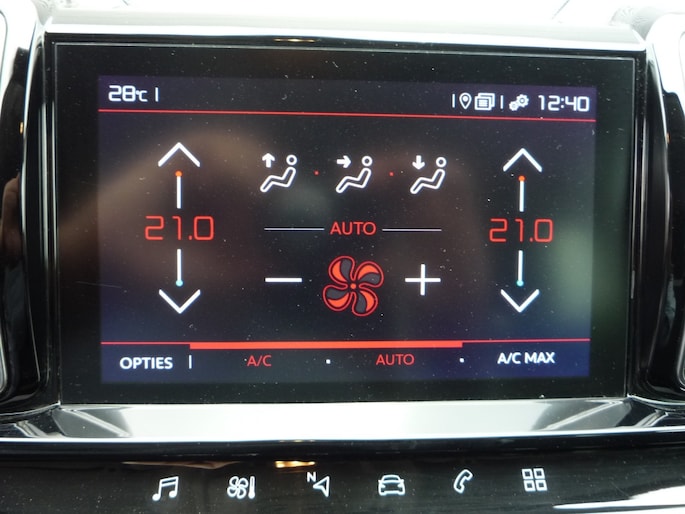 28°C 12:40
21.0 21.0
AUTO
OPTIES A/C AUTO A/C MAX
N